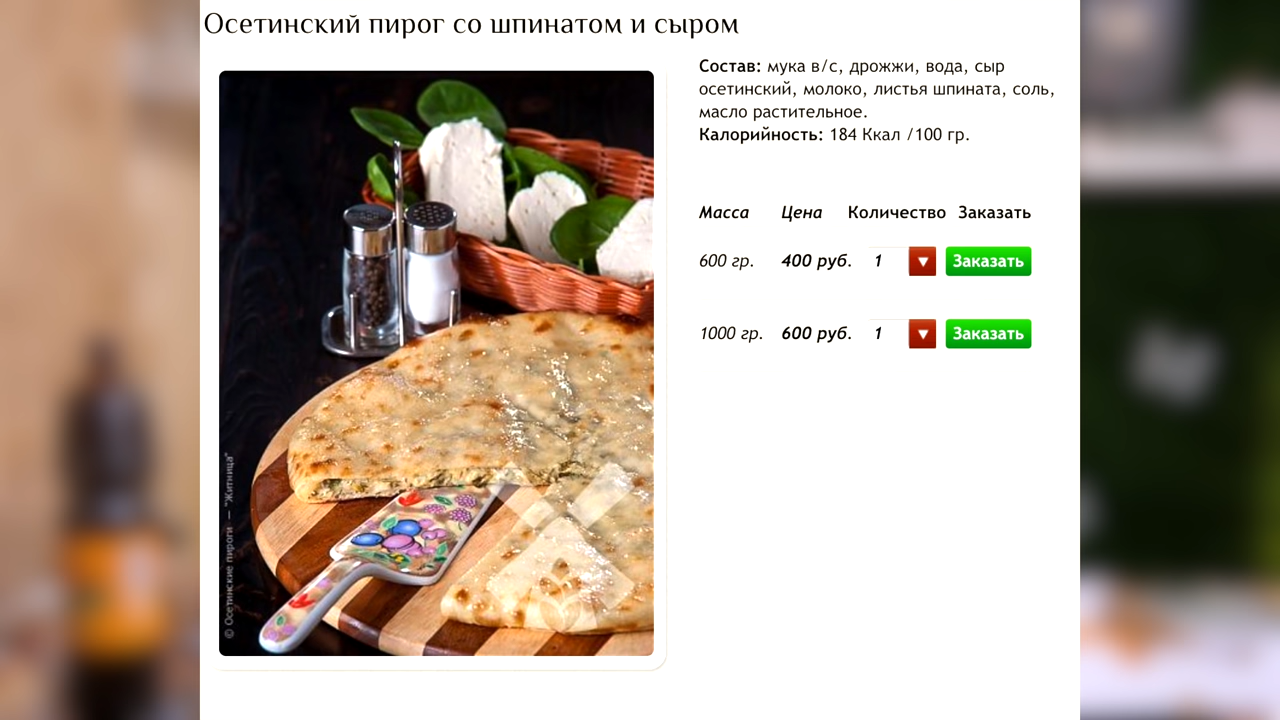 Осетинский пирог со шпинатом и сыром
Состав: мука в/с, дрожжи, вода, сыр
осетинский, молоко, листья шпината, соль,
масло растительное.
Калорийность: 184 Ккал /100 гр.
Масса Цена Количество Заказать
600 гр. 400 руб. 1 Заказать
1000 гр. 600 руб. 1 Заказать
© Осетинские пироги — "Житница"